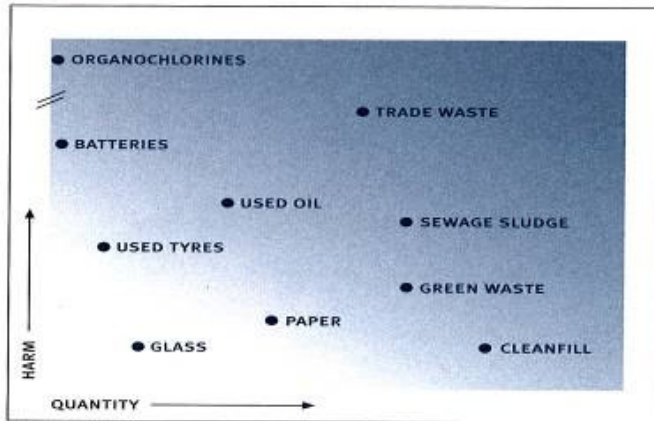 ORGANOCHLORINES
TRADE WASTE
BATTERIES
USED OIL
SEWAGE SLUDGE
USED TYRES
GREEN WASTE
PAPER
GLASS
CLEANFILL
HARM
QUANTITY